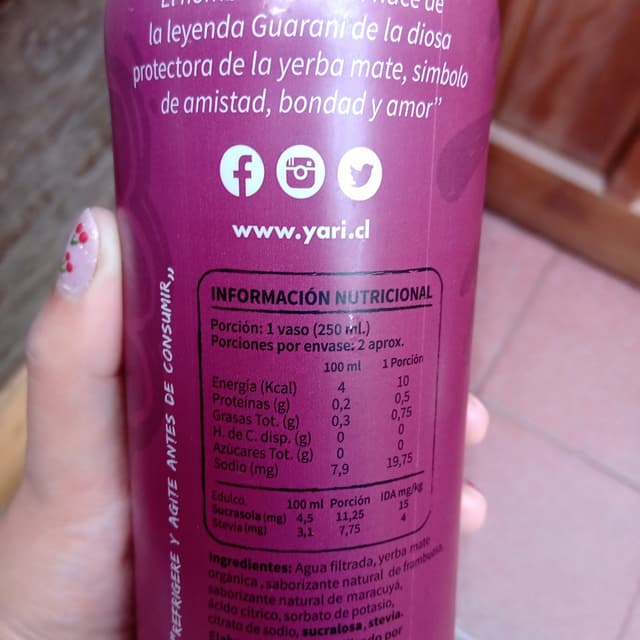 la leyenda Guaraní de la diosa
protectora de la yerba mate, símbolo
de amistad, bondad y amor"
www.yari.cl
INFORMACIÓN NUTRICIONAL
Porción: 1 vaso (250 ml.)
Porciones por envase: 2 aprox.
100 ml 1 Porción
Energía (Kcal) 4 10
Proteínas (g) 0,2 0,5
Grasas Tot. (g) 0,3 0,75
H. de C. disp. (g) 0 0
Azúcares Tot. (g) 0 0
Sodio (mg) 7,9 19,75
Edulco. 100 ml Porción IDA mg/kg
Sucrasola (mg) 4,5 11,25 15
Stevia (mg) 3,1 7,75 4
Ingredientes: Agua filtrada, yerba mate
orgánica, saborizante natural de frambuesa,
saborizante natural de maracuyá,
ácido cítrico, sorbato de potasio,
citrato de sodio, sucralosa, stevia.
REFRIGERE Y AGITE ANTES DE CONSUMIR,,